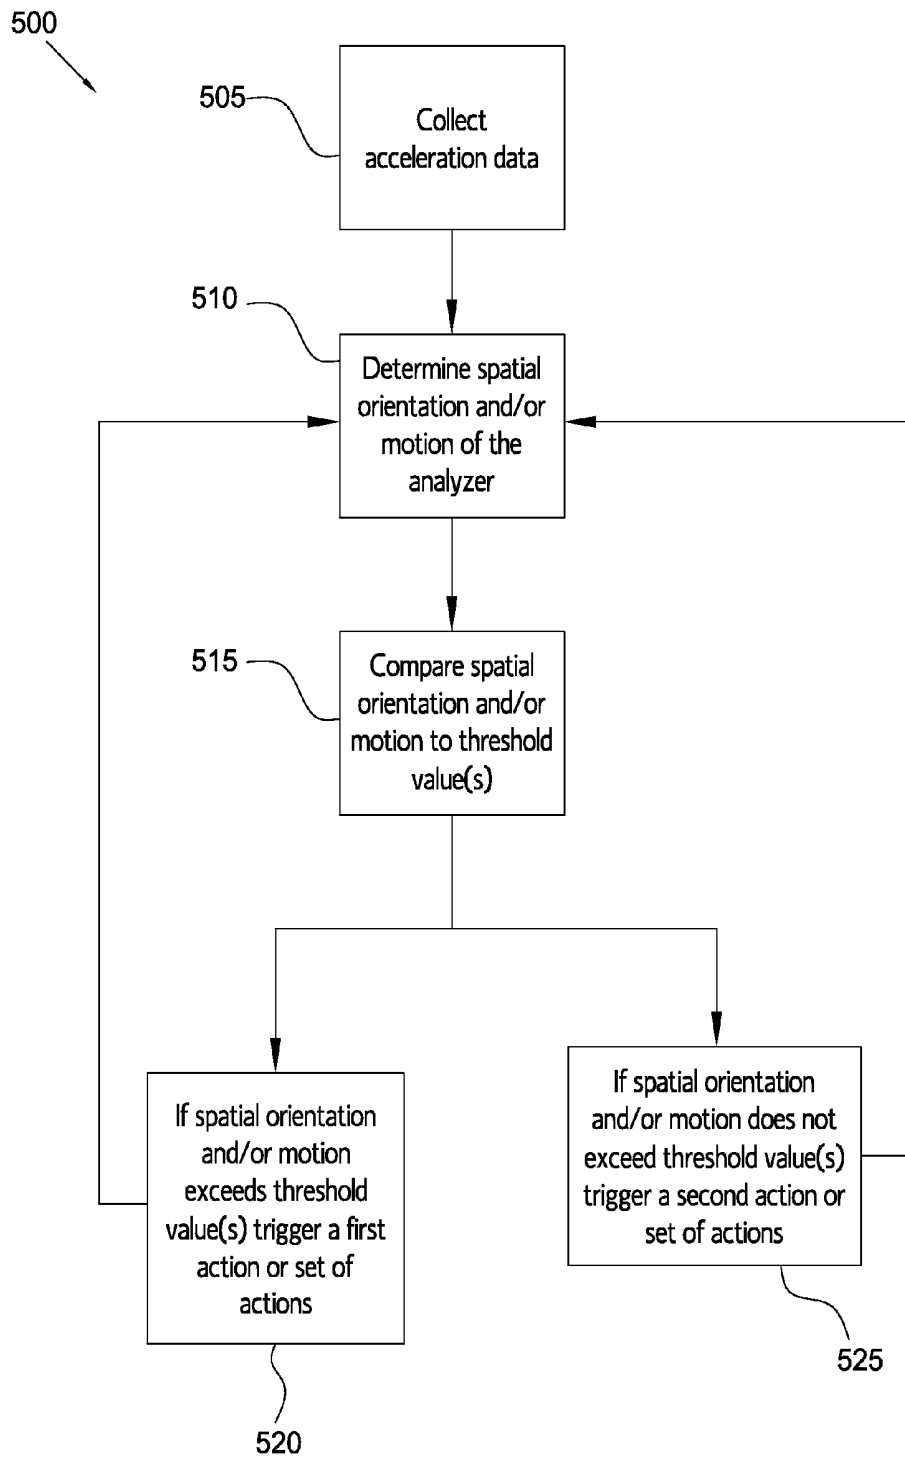 500
505
Collect
acceleration data
510
Determine spatial
orientation and/or
motion of the
analyzer
515
Compare spatial
orientation and/or
motion to threshold
value(s)
If spatial orientation
and/or motion
exceeds threshold
value(s) trigger a first
action or set of
actions
520
If spatial orientation
and/or motion does not
exceed threshold value(s)
trigger a second action or
set of actions
525